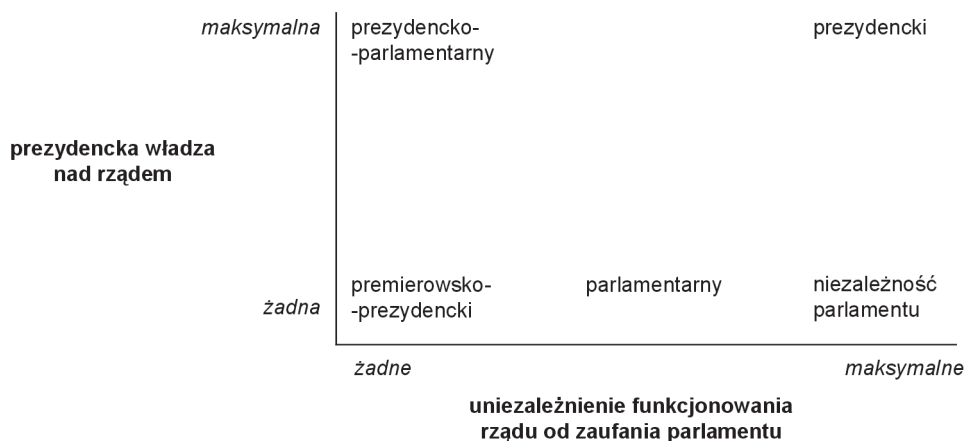 maksymalna
prezydencko-
-parlamentarny
prezydencki
prezydencka władza
nad rządem
żadna
premierowsko-
-prezydencki
parlamentarny
niezależność
parlamentu
żadne
maksymalne
uniezależnienie funkcjonowania
rządu od zaufania parlamentu